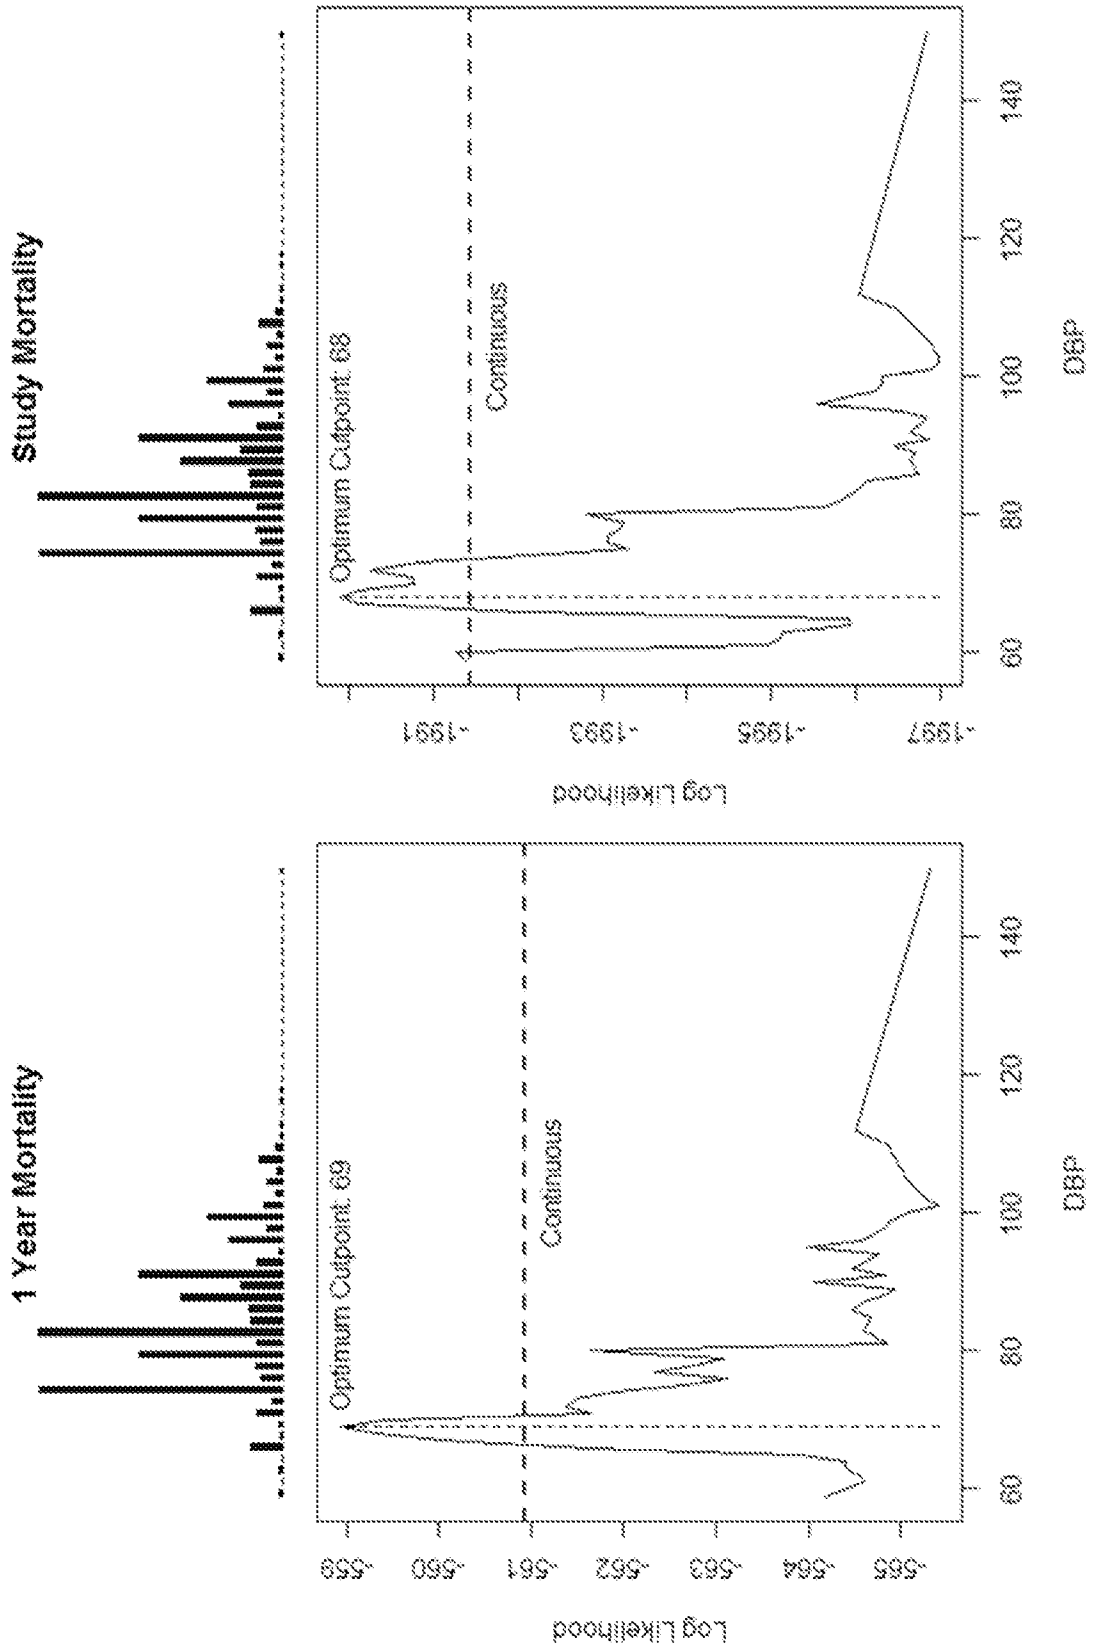 1 Year Mortality
Optimum Cutpoint: 69
Continuous
Log Likelihood
-559
-560
-561
-562
-563
-564
-565
60
80
100
120
140
DBP
Study Mortality
Optimum Cutpoint: 68
Continuous
Log Likelihood
-1991
-1993
-1995
-1997
60
80
100
120
140
DBP